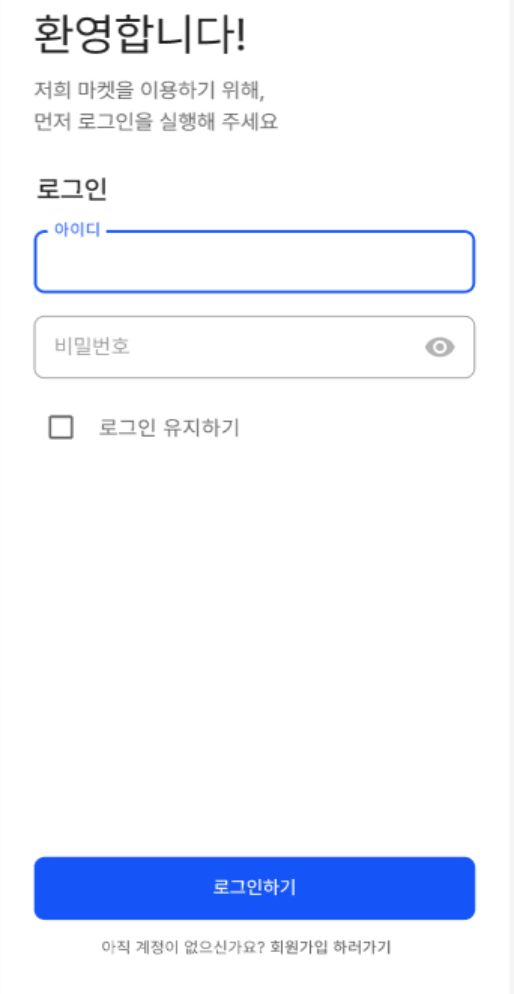 환영합니다!
저희 마켓을 이용하기 위해,
먼저 로그인을 실행해 주세요
로그인
아이디
비밀번호
로그인 유지하기
로그인하기
아직 계정이 없으신가요? 회원가입 하러가기